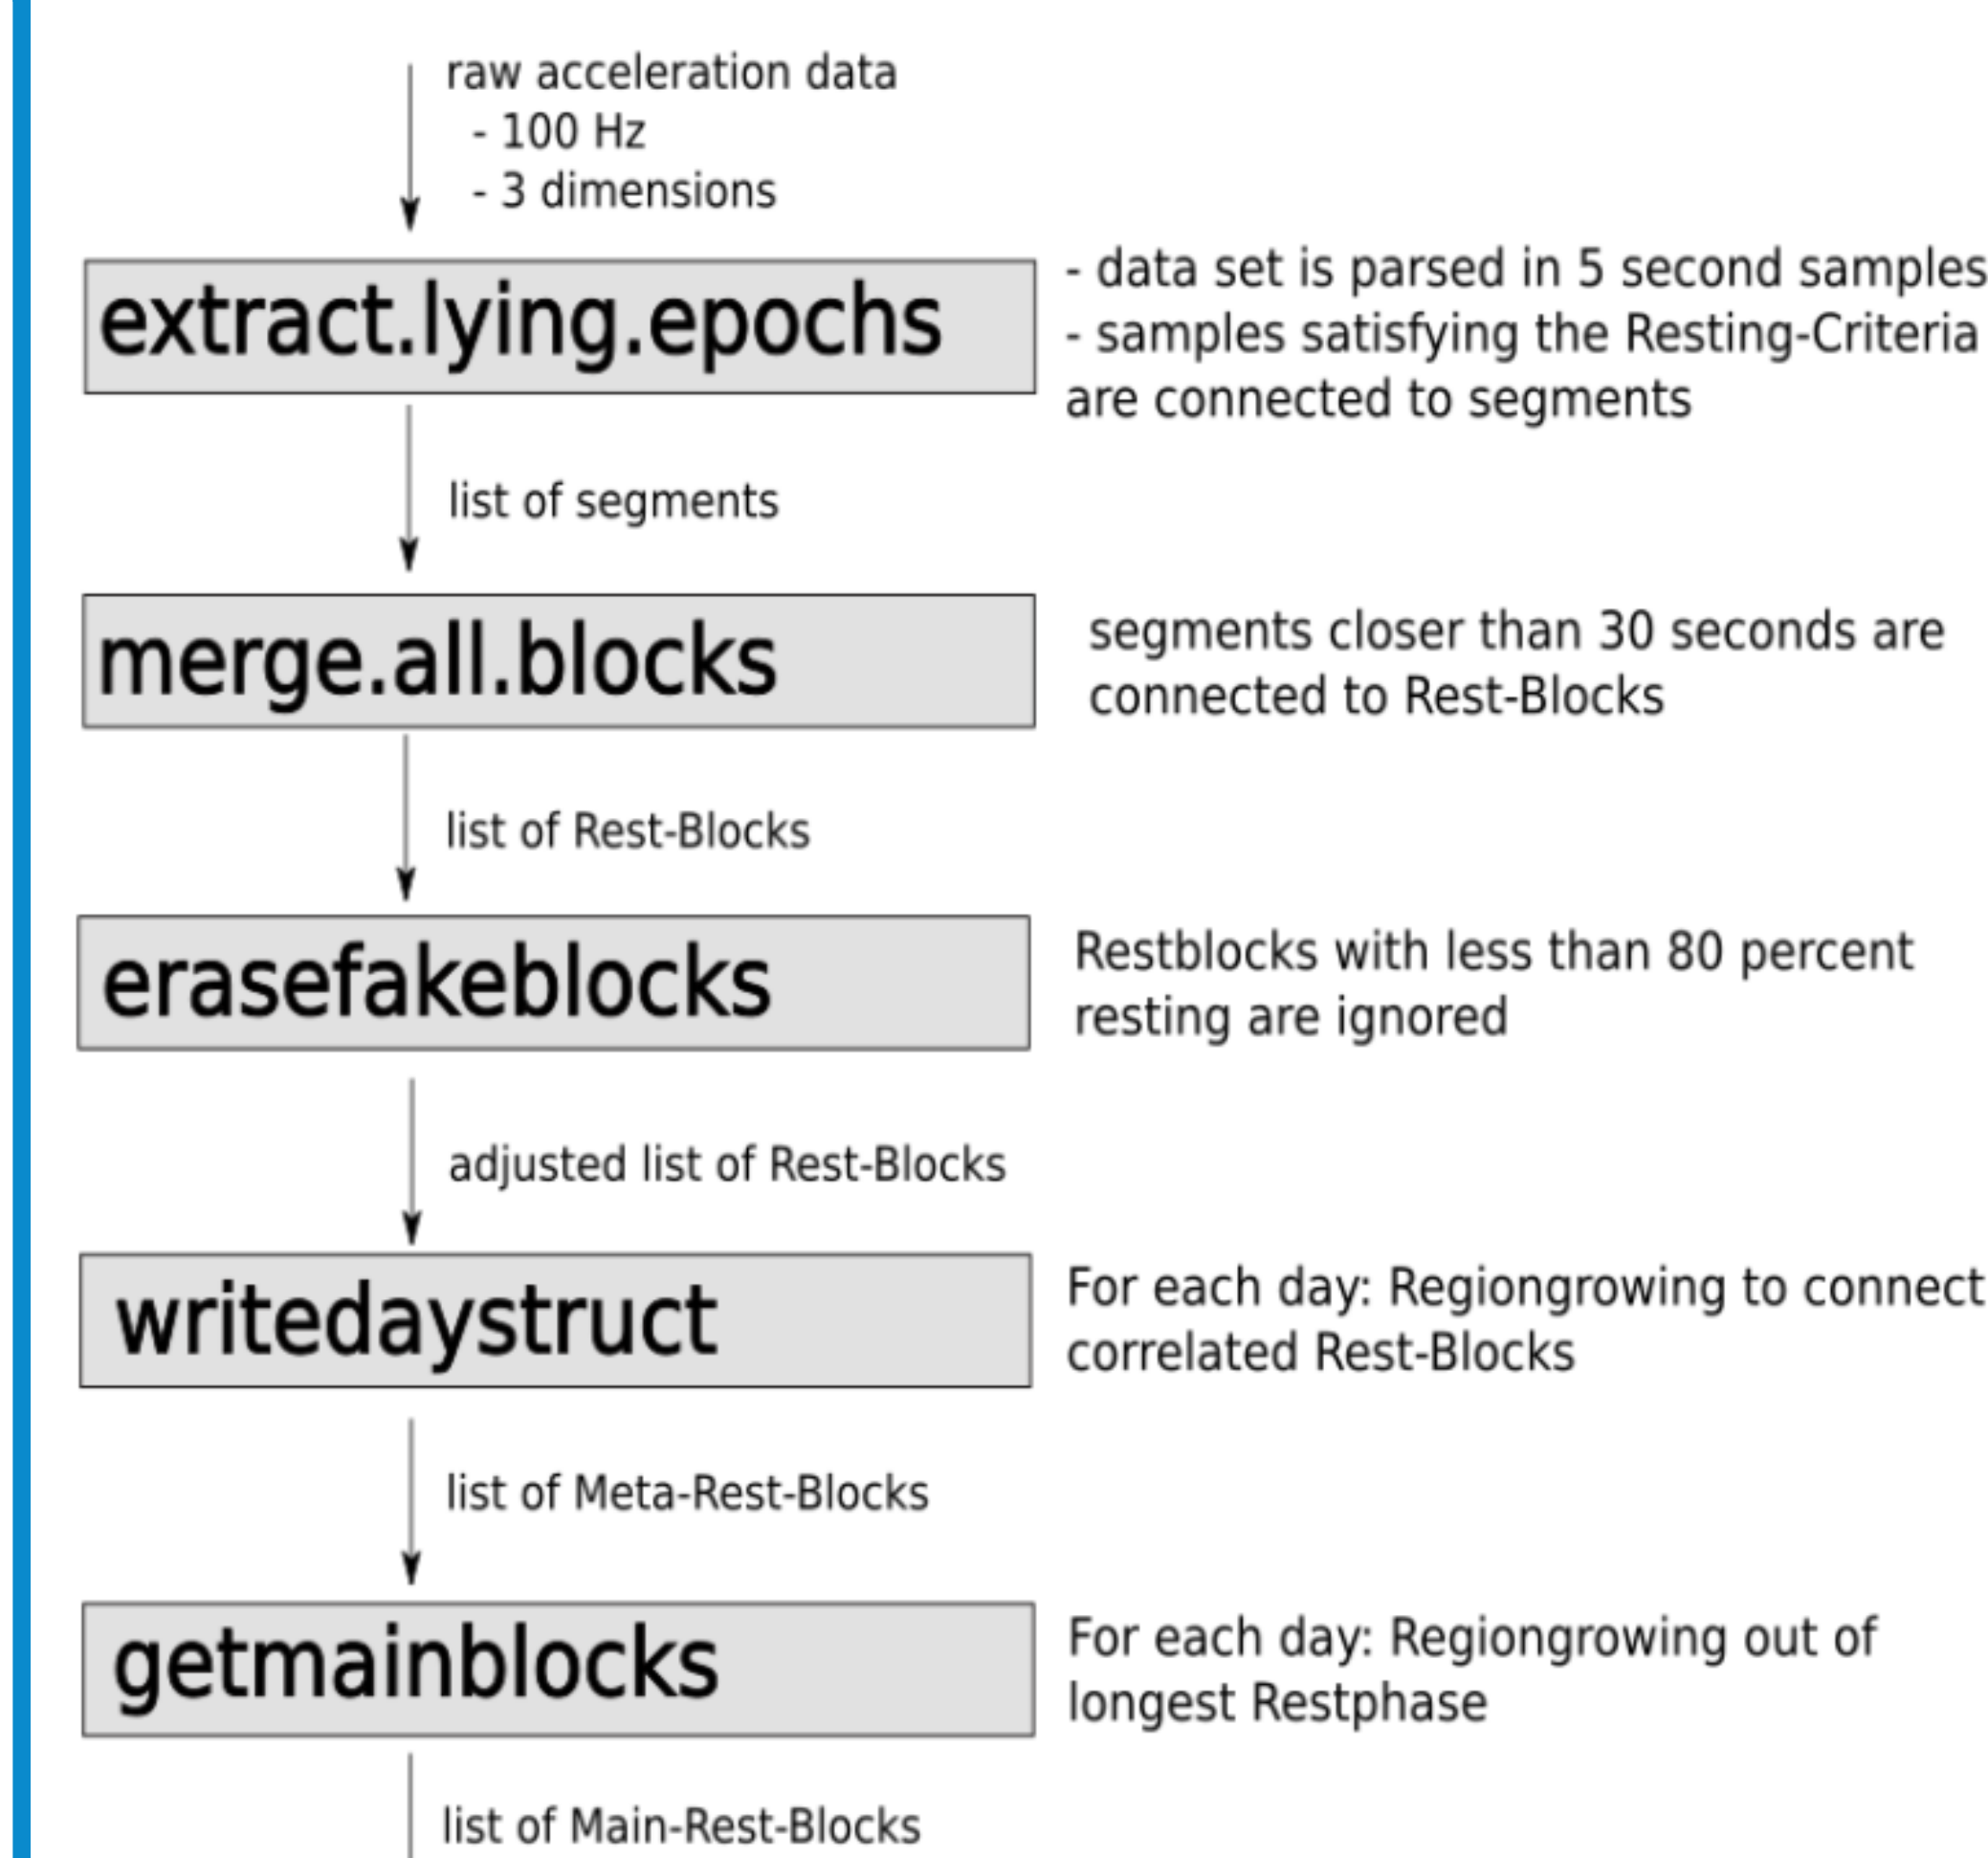 raw acceleration data
- 100 Hz
- 3 dimensions
extract.lying.epochs
- data set is parsed in 5 second samples
- samples satisfying the Resting-Criteria
are connected to segments
list of segments
merge.all.blocks
segments closer than 30 seconds are
connected to Rest-Blocks
list of Rest-Blocks
erasefakeblocks
Restblocks with less than 80 percent
resting are ignored
adjusted list of Rest-Blocks
writedaystruct
For each day: Regiongrowing to connect
correlated Rest-Blocks
list of Meta-Rest-Blocks
getmainblocks
For each day: Regiongrowing out of
longest Restphase
list of Main-Rest-Blocks